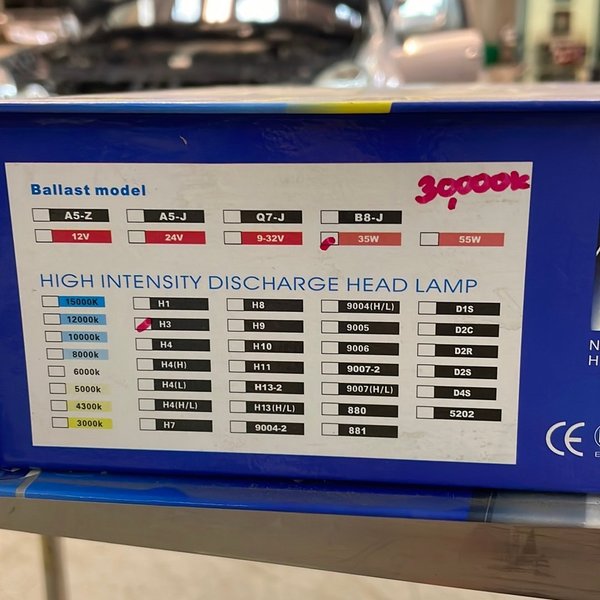 Ballast model
30,000k
A5-Z A5-J Q7-J B8-J
12V 24V 9-32V 35W 55W
HIGH INTENSITY DISCHARGE HEAD LAMP
15000K H1 H8 9004(H/L) D1S
12000k H3 H9 9005 D2C
10000k H4 H10 9006 D2R
8000k H4(H) H11 9007-2 D2S
6000k H4(L) H13-2 9007(H/L) D4S
5000k H4(H/L) H13(H/L) 880 5202
4300k H7 9004-2 881
3000k
N
H
CE
E